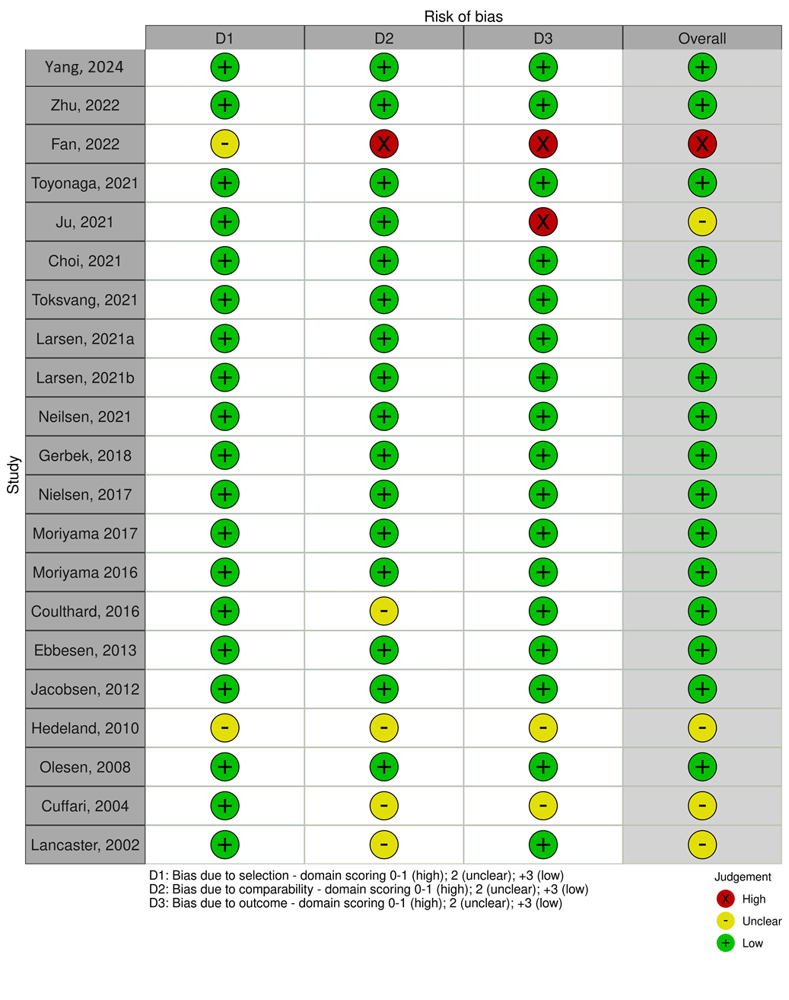 Risk of bias
D1 D2 D3 Overall
Study
Yang, 2024 + + + +
Zhu, 2022 + + + +
Fan, 2022 - X X X
Toyonaga, 2021 + + + +
Ju, 2021 + + X -
Choi, 2021 + + + +
Toksvang, 2021 + + + +
Larsen, 2021a + + + +
Larsen, 2021b + + + +
Neilsen, 2021 + + + +
Gerbek, 2018 + + + +
Nielsen, 2017 + + + +
Moriyama 2017 + + + +
Moriyama 2016 + + + +
Coulthard, 2016 + - + +
Ebbesen, 2013 + + + +
Jacobsen, 2012 + + + +
Hedeland, 2010 - - - -
Olesen, 2008 + + + +
Cuffari, 2004 + - - -
Lancaster, 2002 + - + -
D1: Bias due to selection - domain scoring 0-1 (high); 2 (unclear); +3 (low)
D2: Bias due to comparability - domain scoring 0-1 (high); 2 (unclear); +3 (low)
D3: Bias due to outcome - domain scoring 0-1 (high); 2 (unclear); +3 (low)
Judgement
X High
- Unclear
+ Low